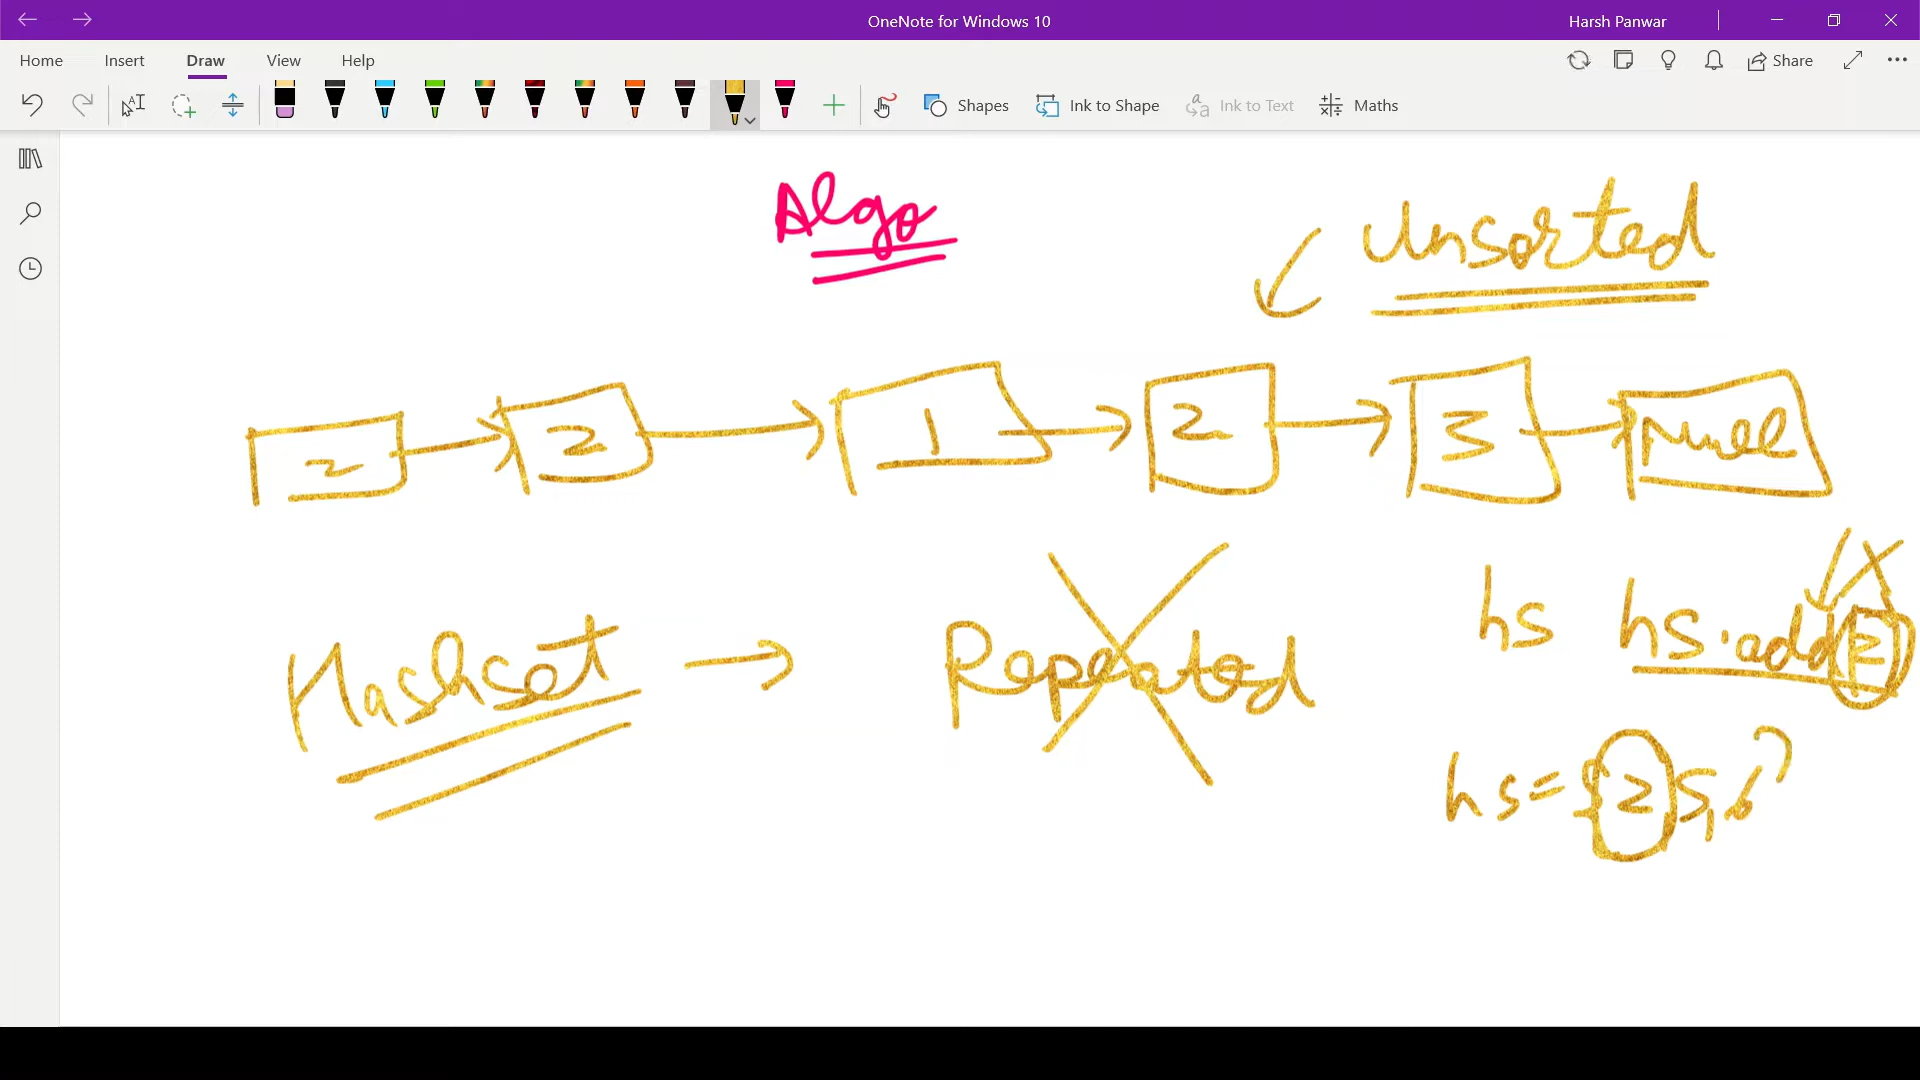 OneNote for Windows 10
Harsh Panwar
Home Insert Draw View Help
Share
Shapes Ink to Shape Ink to Text Maths
Algo
Unsorted
2 2 1 2 3 Null
Hashset → Repeated
hs hs.add(2)
hs={2,5,6}